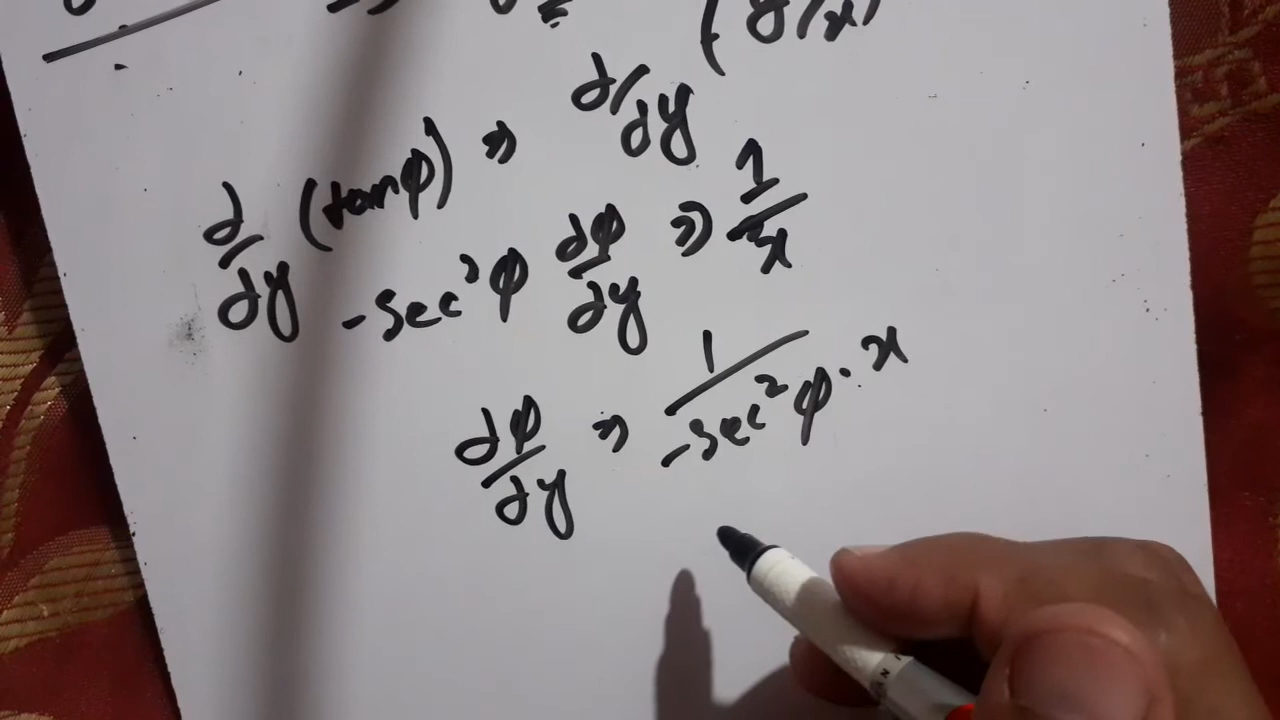 (y/x)
∂/∂y
∂/∂y (tanφ) =
-sec²φ ∂φ/∂y = 1/x
∂φ/∂y = 1/-sec²φ·x